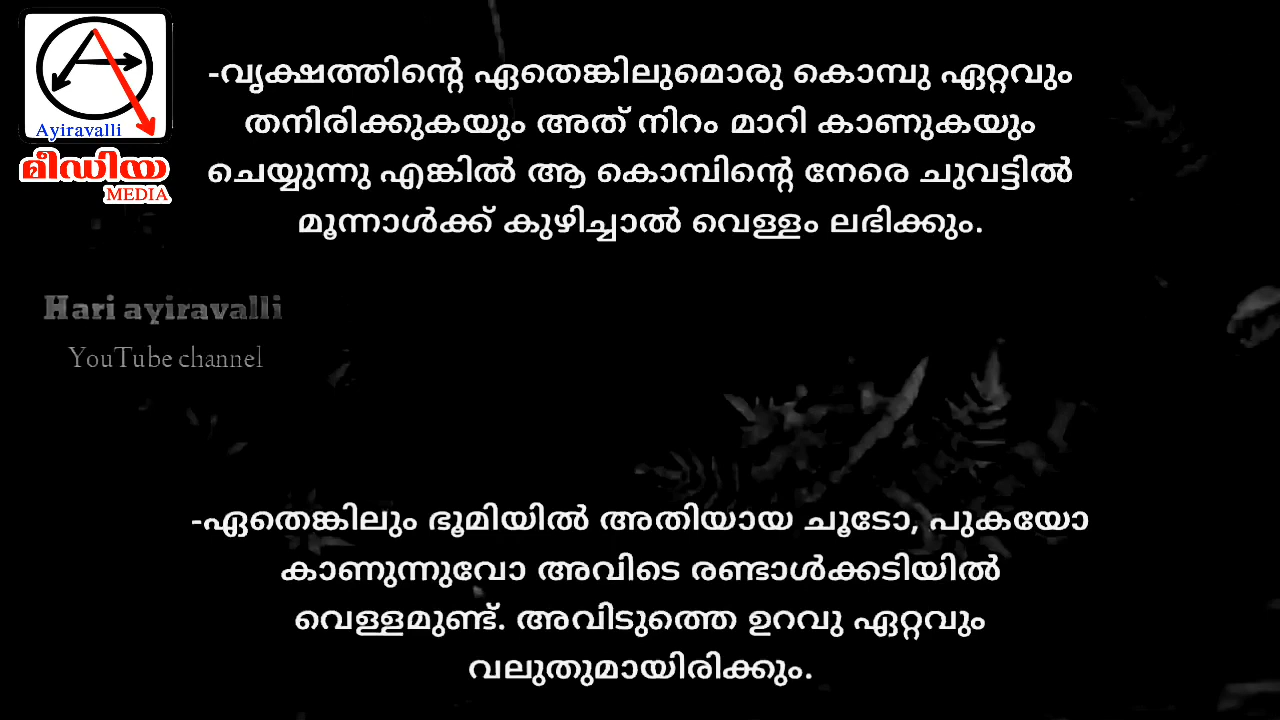 Ayiravalli
മീഡിയ
MEDIA
-വൃക്ഷത്തിന്റെ ഏതെങ്കിലുമൊരു കൊമ്പു ഏറ്റവും
തനിരിക്കുകയും അത് നിറം മാറി കാണുകയും
ചെയ്യുന്നു എങ്കിൽ ആ കൊമ്പിന്റെ നേരെ ചുവട്ടിൽ
മൂന്നാൾക്ക് കുഴിച്ചാൽ വെള്ളം ലഭിക്കും.
Hari ayiravalli
YouTube channel
-ഏതെങ്കിലും ഭൂമിയിൽ അതിയായ ചൂടോ, പുകയോ
കാണുന്നുവോ അവിടെ രണ്ടാൾക്കടിയിൽ
വെള്ളമുണ്ട്. അവിടുത്തെ ഉറവു ഏറ്റവും
വലുതുമായിരിക്കും.